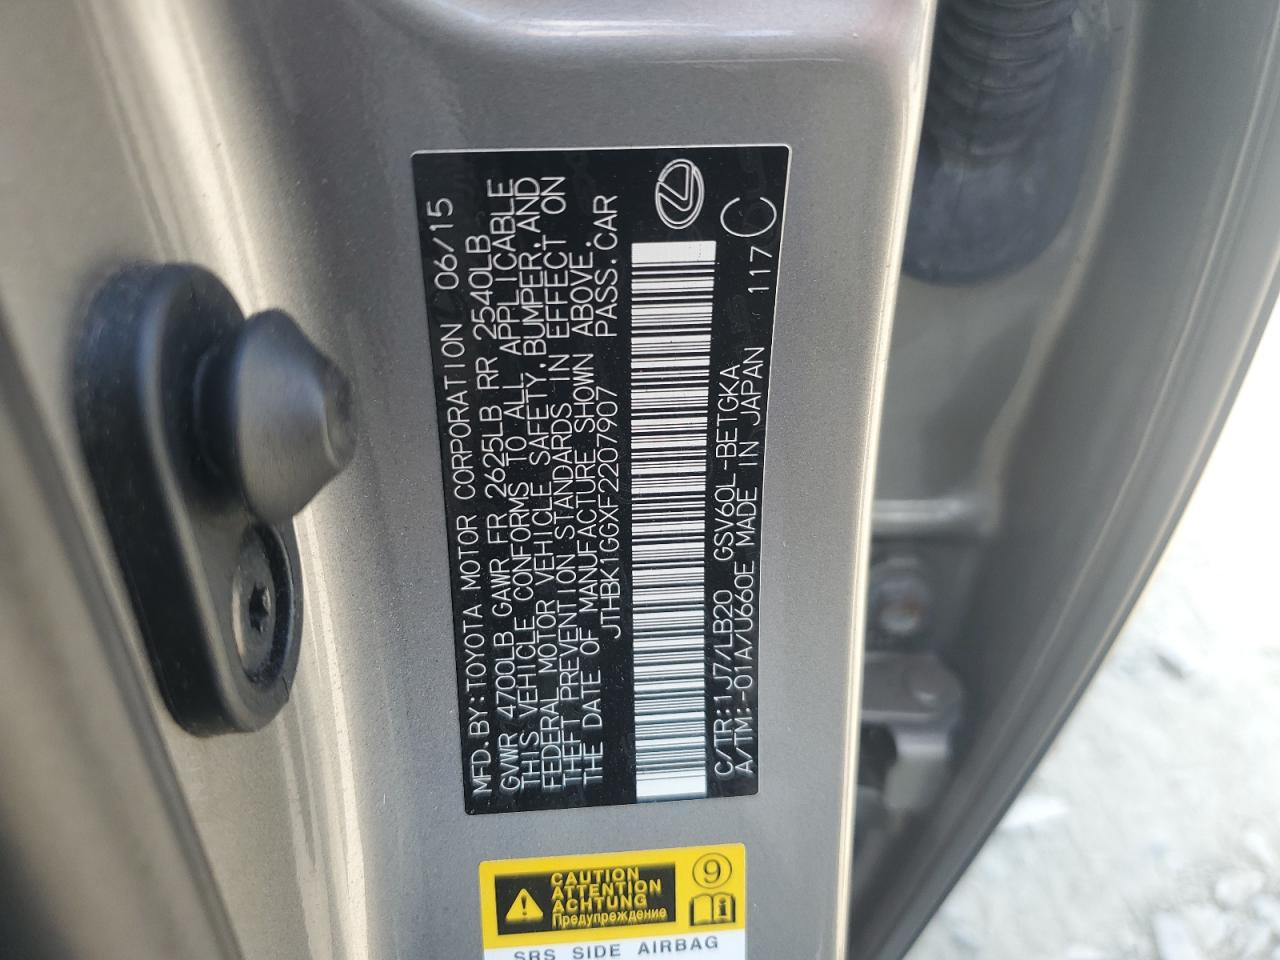 MFD. BY: TOYOTA MOTOR CORPORATION 06/15
GVWR 4700LB GAWR FR 2625LB RR 2540LB
THIS VEHICLE CONFORMS TO ALL APPLICABLE
FEDERAL MOTOR VEHICLE SAFETY, BUMPER, AND
THEFT PREVENTION STANDARDS IN EFFECT ON
THE DATE OF MANUFACTURE SHOWN ABOVE.
JTHBK1GGXF2207907 PASS. CAR
C/TR: 1J7/LB20 GSV60L-BETGKA
A/TM: -01A/U660E MADE IN JAPAN 117 C
CAUTION
ATTENTION
ACHTUNG
Предупреждение
9
SRS SIDE AIRBAG